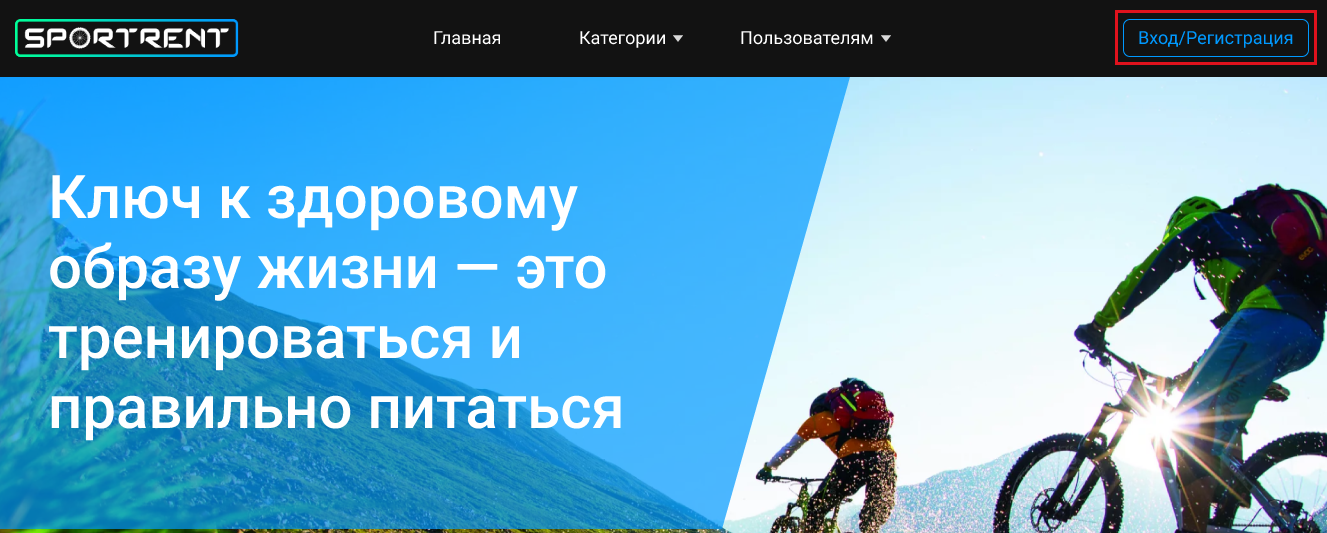 SPORTRENT
Главная
Категории
Пользователям
Вход/Регистрация
Ключ к здоровому
образу жизни — это
тренироваться и
правильно питаться